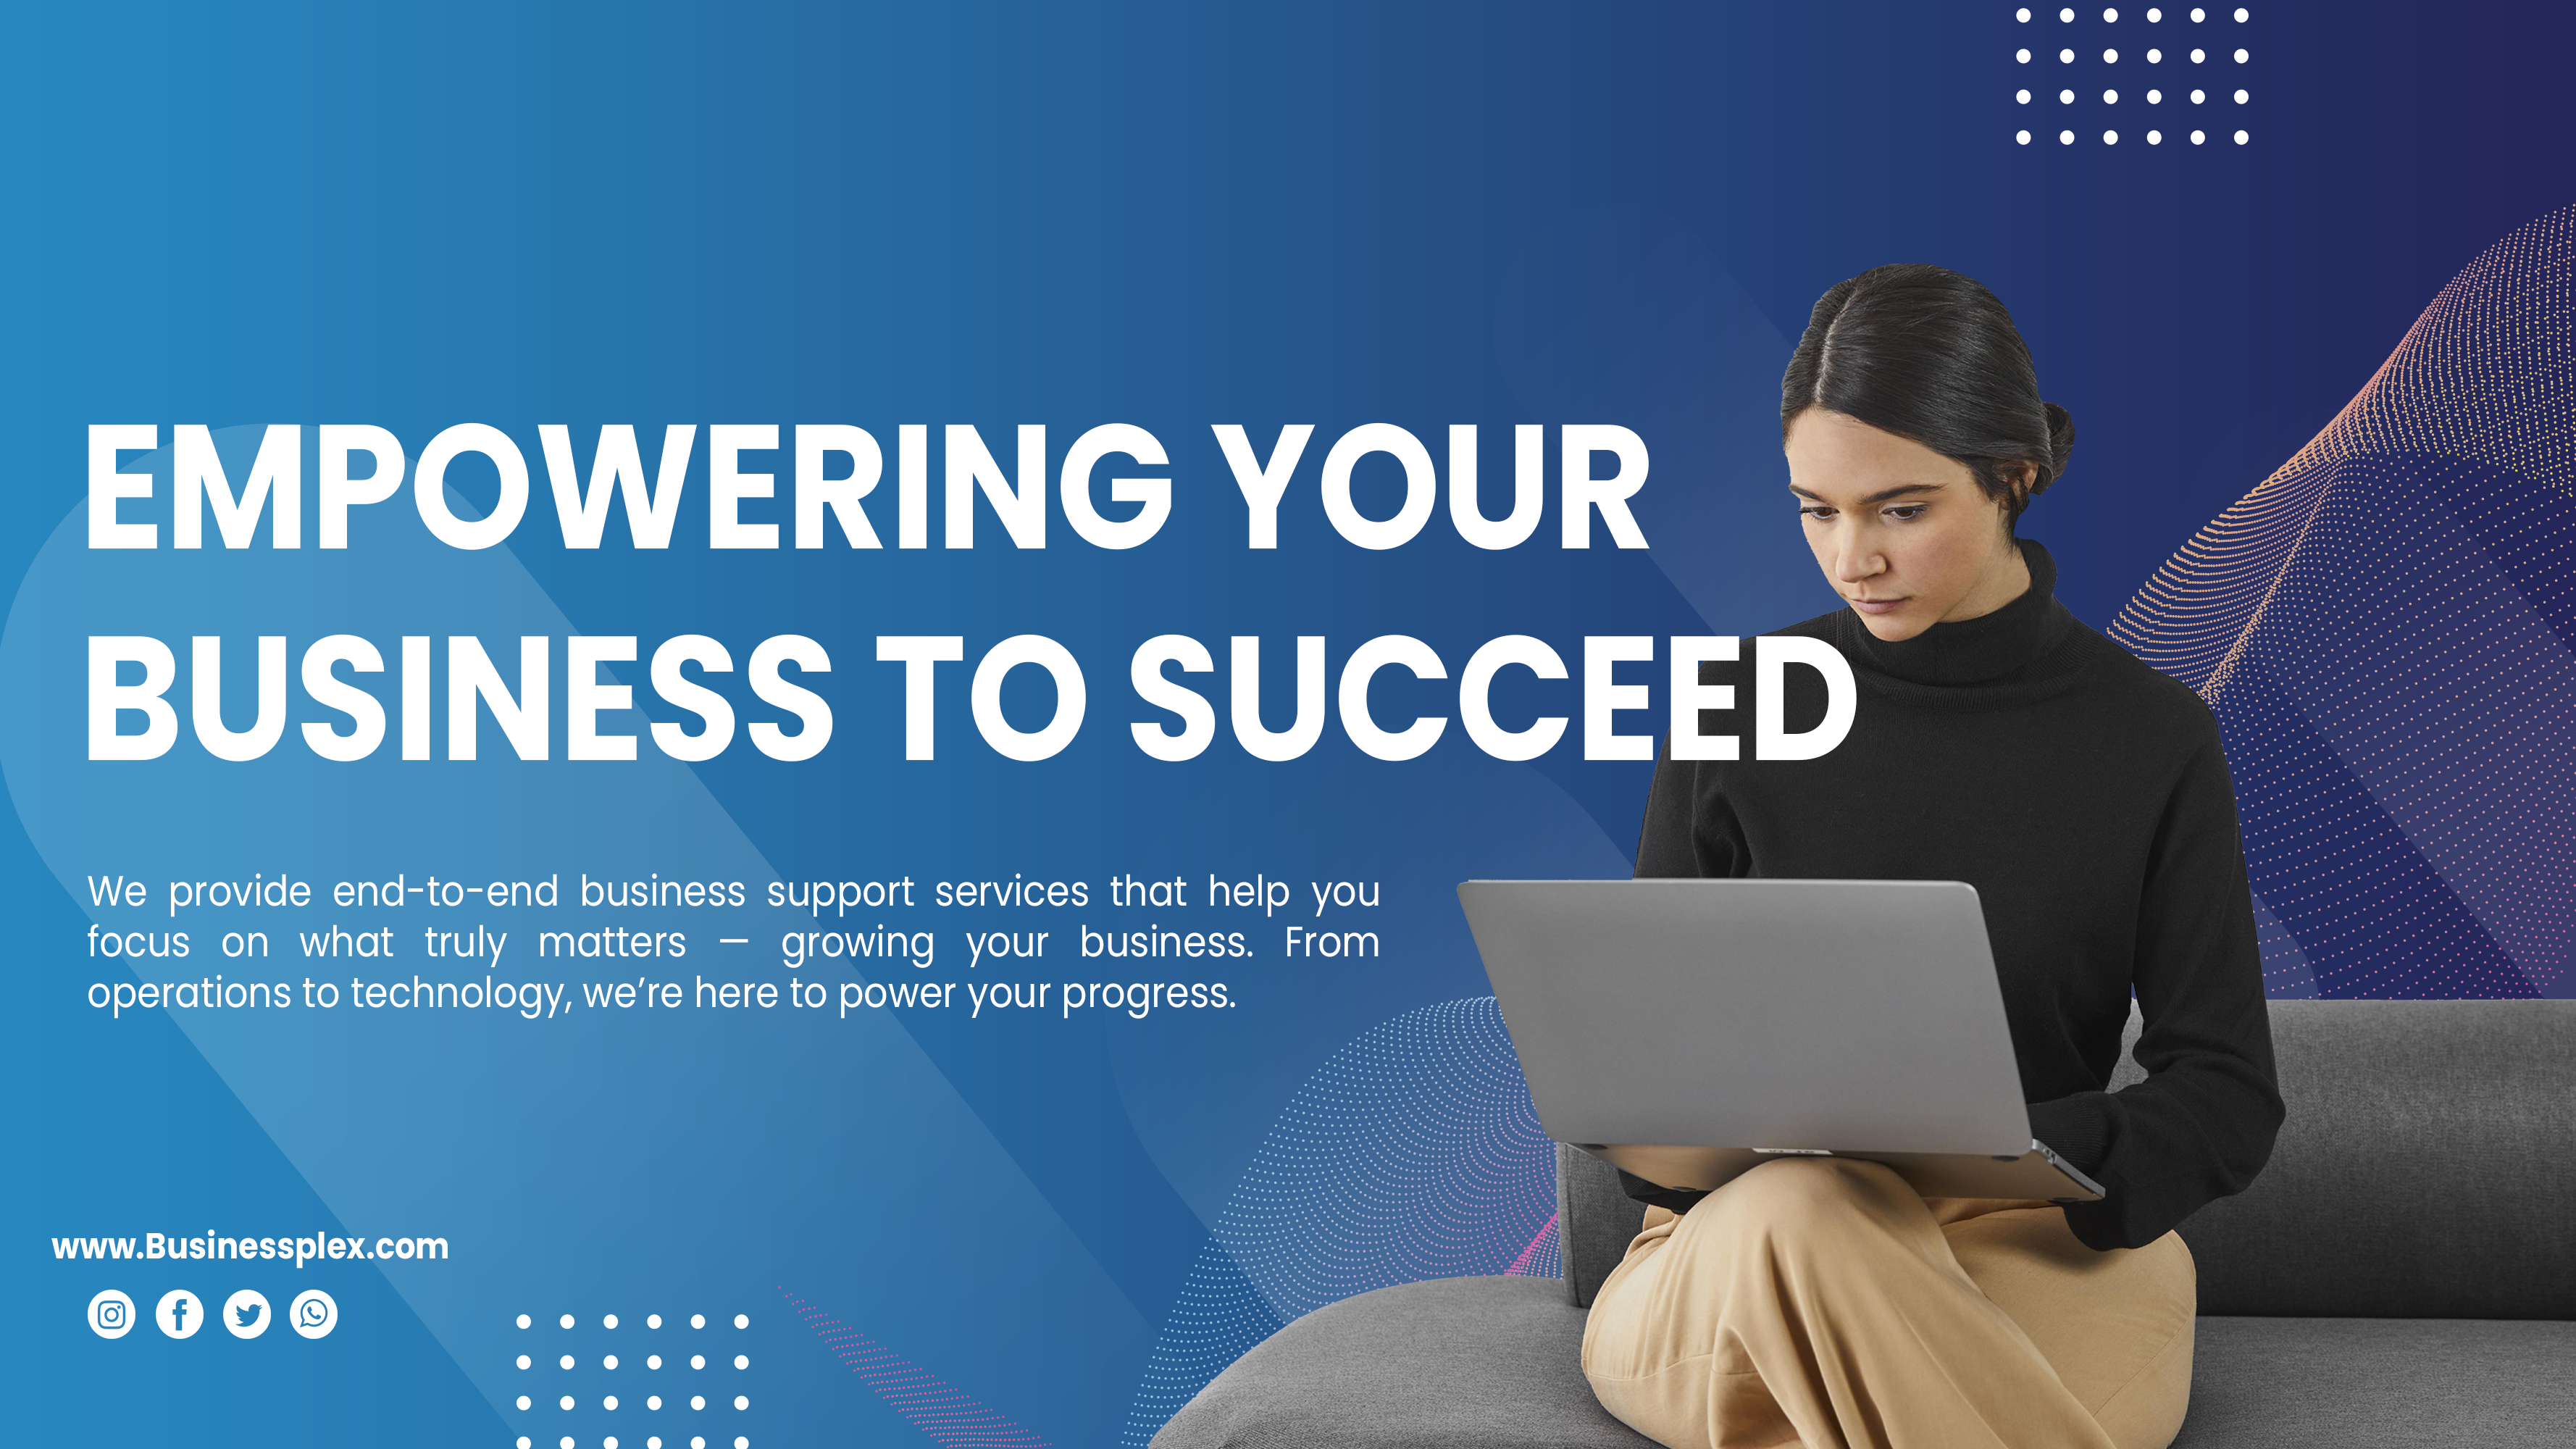 EMPOWERING YOUR
BUSINESS TO SUCCEED
We provide end-to-end business support services that help you
focus on what truly matters — growing your business. From
operations to technology, we’re here to power your progress.
www.Businessplex.com